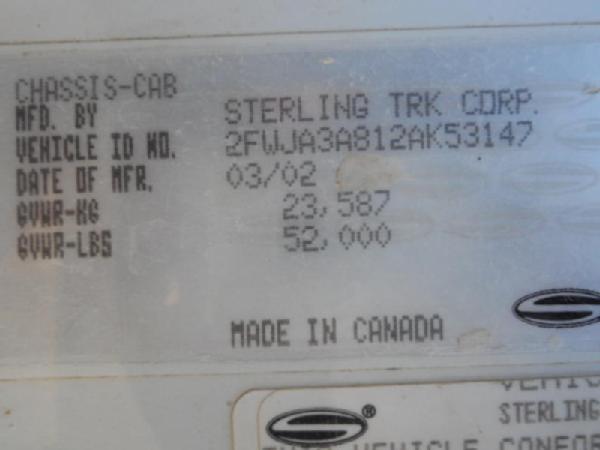 CHASSIS-CAB
MFD. BY STERLING TRK CORP.
VEHICLE ID NO. 2FWJA3A812AK53147
DATE OF MFR. 03/02
GVWR-KG 23,587
GVWR-LBS 52,000
MADE IN CANADA
®
STERLING
VEHICLE